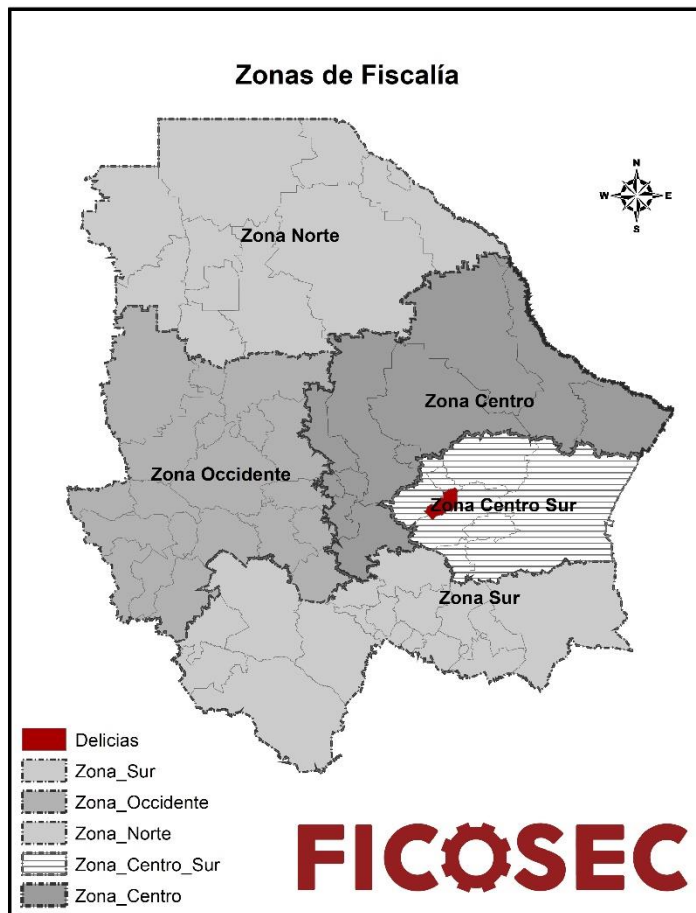 Zonas de Fiscalía
N
W E
S
Zona Norte
Zona Centro
Zona Occidente
Zona Centro Sur
Zona Sur
Delicias
Zona_Sur
Zona_Occidente
Zona_Norte
Zona_Centro_Sur
Zona_Centro
FICOSEC